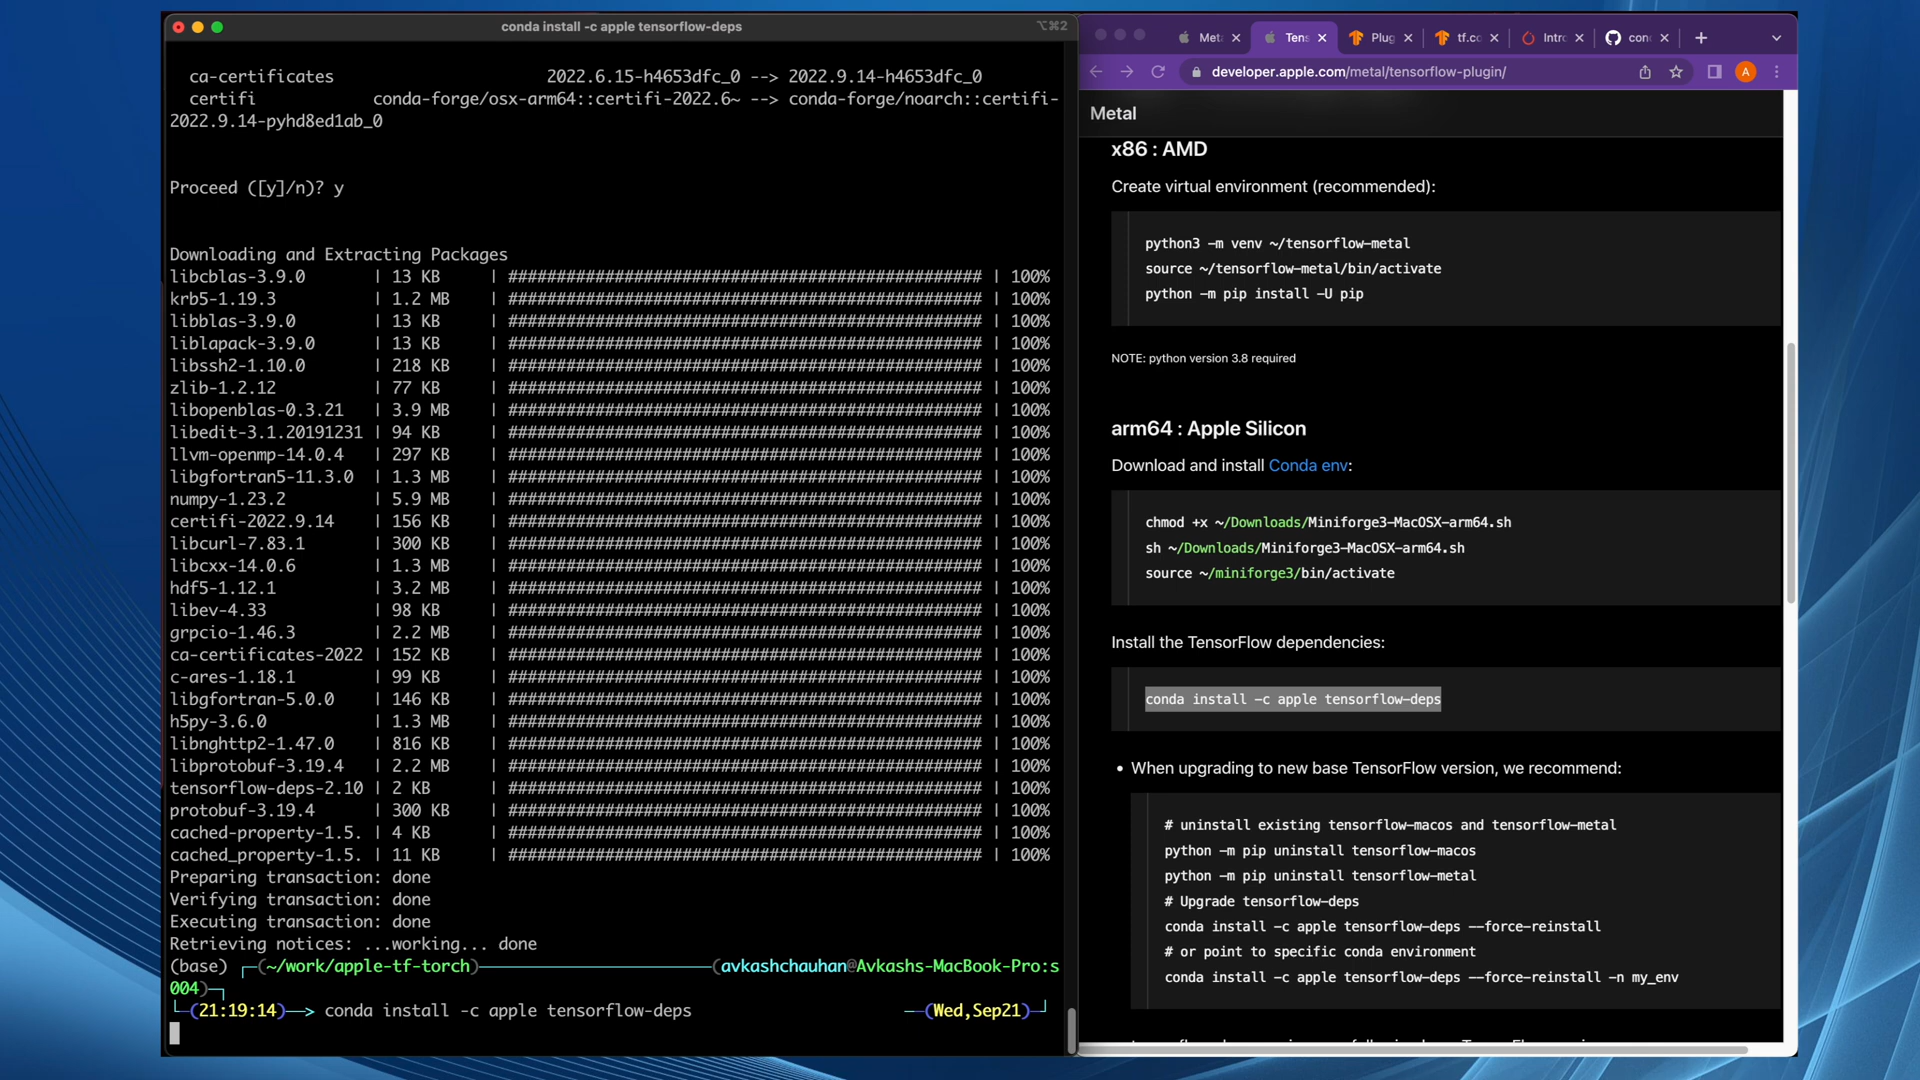 conda install -c apple tensorflow-deps
⌥⌘2
ca-certificates 2022.6.15-h4653dfc_0 --> 2022.9.14-h4653dfc_0
certifi conda-forge/osx-arm64::certifi-2022.6~ --> conda-forge/noarch::certifi-
2022.9.14-pyhd8ed1ab_0
Proceed ([y]/n)? y
Downloading and Extracting Packages
libcblas-3.9.0 | 13 KB | ################################################# | 100%
krb5-1.19.3 | 1.2 MB | ################################################# | 100%
libblas-3.9.0 | 13 KB | ################################################# | 100%
liblapack-3.9.0 | 13 KB | ################################################# | 100%
libssh2-1.10.0 | 218 KB | ################################################# | 100%
zlib-1.2.12 | 77 KB | ################################################# | 100%
libopenblas-0.3.21 | 3.9 MB | ################################################# | 100%
libedit-3.1.20191231 | 94 KB | ################################################# | 100%
llvm-openmp-14.0.4 | 297 KB | ################################################# | 100%
libgfortran5-11.3.0 | 1.3 MB | ################################################# | 100%
numpy-1.23.2 | 5.9 MB | ################################################# | 100%
certifi-2022.9.14 | 156 KB | ################################################# | 100%
libcurl-7.83.1 | 300 KB | ################################################# | 100%
libcxx-14.0.6 | 1.3 MB | ################################################# | 100%
hdf5-1.12.1 | 3.2 MB | ################################################# | 100%
libev-4.33 | 98 KB | ################################################# | 100%
grpcio-1.46.3 | 2.2 MB | ################################################# | 100%
ca-certificates-2022 | 152 KB | ################################################# | 100%
c-ares-1.18.1 | 99 KB | ################################################# | 100%
libgfortran-5.0.0 | 146 KB | ################################################# | 100%
h5py-3.6.0 | 1.3 MB | ################################################# | 100%
libnghttp2-1.47.0 | 816 KB | ################################################# | 100%
libprotobuf-3.19.4 | 2.2 MB | ################################################# | 100%
tensorflow-deps-2.10 | 2 KB | ################################################# | 100%
protobuf-3.19.4 | 300 KB | ################################################# | 100%
cached-property-1.5. | 4 KB | ################################################# | 100%
cached_property-1.5. | 11 KB | ################################################# | 100%
Preparing transaction: done
Verifying transaction: done
Executing transaction: done
Retrieving notices: ...working... done
(base) ┌─(~/work/apple-tf-torch)────────────────────────(avkashchauhan@Avkashs-MacBook-Pro:s
004)─┐
└─(21:19:14)──> conda install -c apple tensorflow-deps ──(Wed,Sep21)─┘
Meta
Tens
Plug
tf.co
Intro
con
developer.apple.com/metal/tensorflow-plugin/
A
Metal
x86 : AMD
Create virtual environment (recommended):
python3 -m venv ~/tensorflow-metal
source ~/tensorflow-metal/bin/activate
python -m pip install -U pip
NOTE: python version 3.8 required
arm64 : Apple Silicon
Download and install Conda env:
chmod +x ~/Downloads/Miniforge3-MacOSX-arm64.sh
sh ~/Downloads/Miniforge3-MacOSX-arm64.sh
source ~/miniforge3/bin/activate
Install the TensorFlow dependencies:
conda install -c apple tensorflow-deps
• When upgrading to new base TensorFlow version, we recommend:
# uninstall existing tensorflow-macos and tensorflow-metal
python -m pip uninstall tensorflow-macos
python -m pip uninstall tensorflow-metal
# Upgrade tensorflow-deps
conda install -c apple tensorflow-deps --force-reinstall
# or point to specific conda environment
conda install -c apple tensorflow-deps --force-reinstall -n my_env